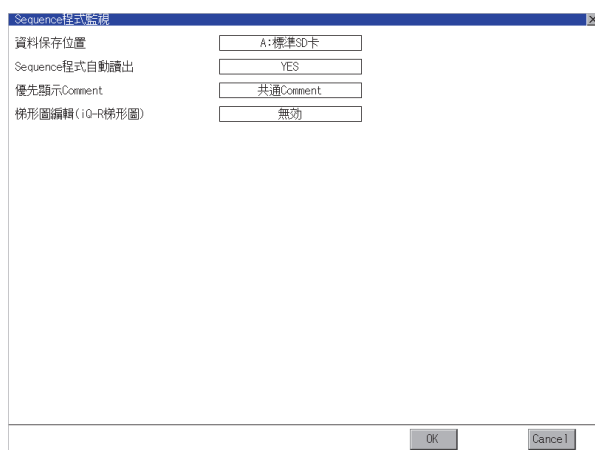 Sequence程式監視
資料保存位置 A:標準SD卡
Sequence程式自動讀出 YES
優先顯示Comment 共通Comment
梯形圖編輯(iQ-R梯形圖) 無効
OK Cancel